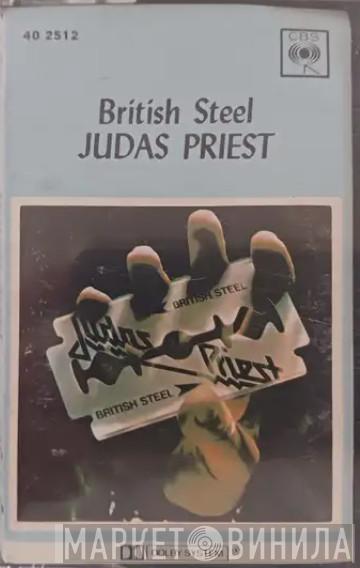 40 2512
CBS
British Steel
JUDAS PRIEST
BRITISH STEEL
Judas
Priest
BRITISH STEEL
DOLBY SYSTEM
МАРКЕТ ВИНИЛА